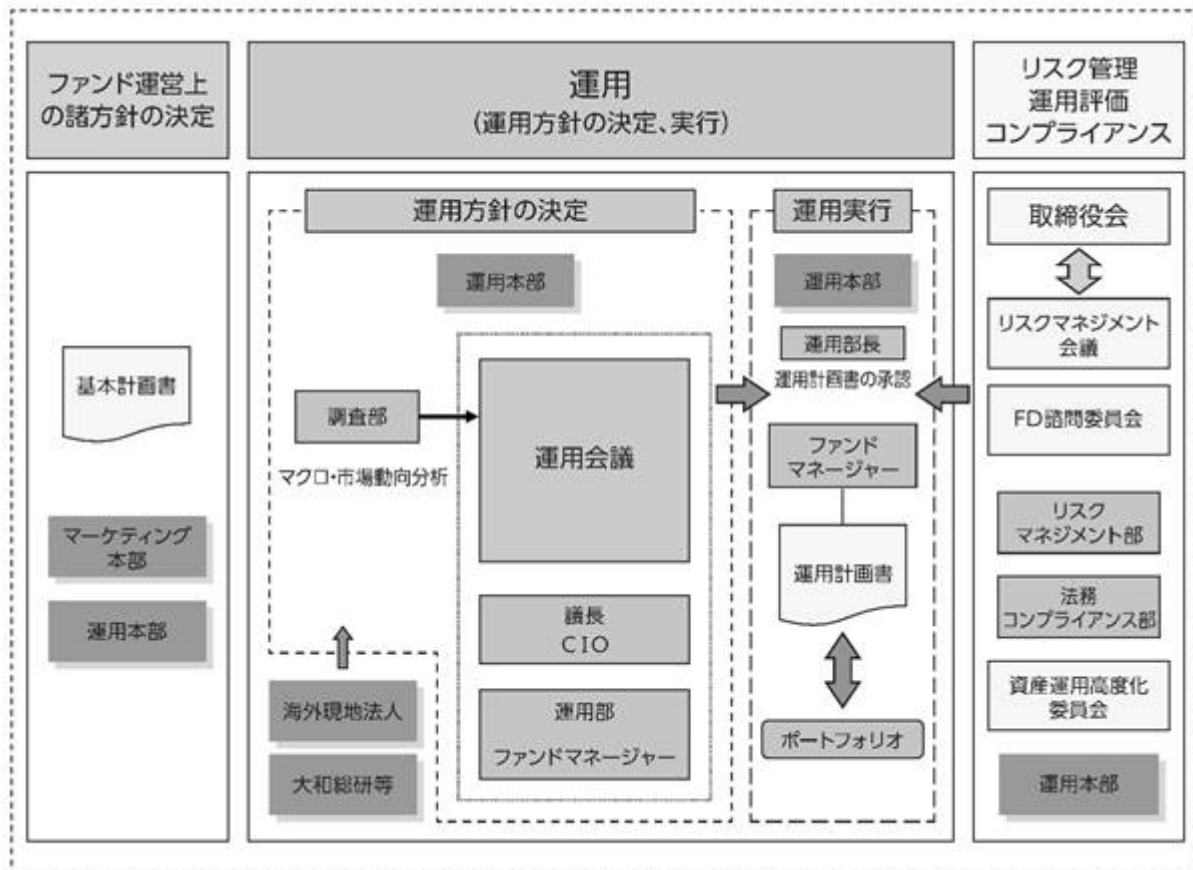 ファンド運営上
の諸方針の決定
運用
(運用方針の決定、実行)
リスク管理
運用評価
コンプライアンス
基本計画書
マーケティング
本部
運用本部
運用方針の決定
運用本部
調査部
マクロ・市場動向分析
運用会議
議長
CIO
運用部
ファンドマネージャー
海外現地法人
大和総研等
運用実行
運用本部
運用部長
運用計画書の承認
ファンド
マネージャー
運用計画書
ポートフォリオ
取締役会
リスクマネジメント
会議
FD諮問委員会
リスク
マネジメント部
法務
コンプライアンス部
資産運用高度化
委員会
運用本部